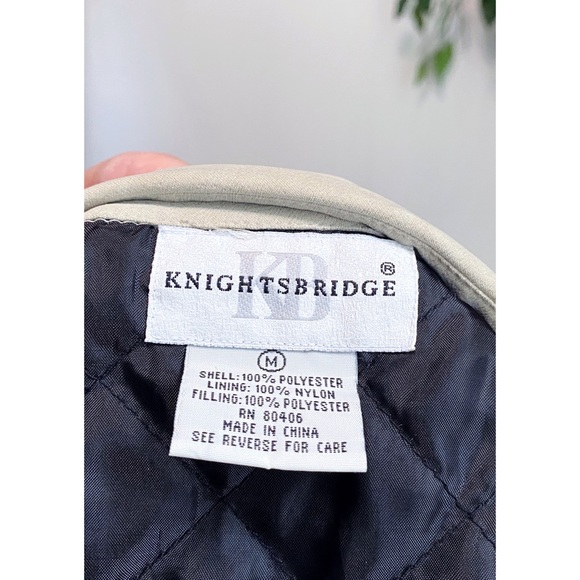 KB
KNIGHTSBRIDGE®
M
SHELL: 100% POLYESTER
LINING: 100% NYLON
FILLING: 100% POLYESTER
RN 80406
MADE IN CHINA
SEE REVERSE FOR CARE